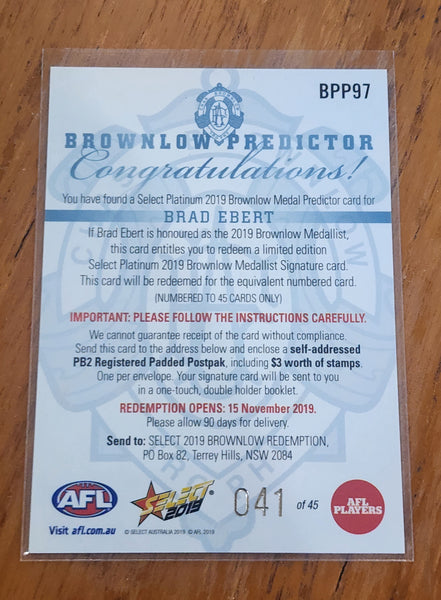 BPP97
BROWNLOW PREDICTOR
Congratulations!
You have found a Select Platinum 2019 Brownlow Medal Predictor card for
BRAD EBERT
If Brad Ebert is honoured as the 2019 Brownlow Medallist,
this card entitles you to redeem a limited edition
Select Platinum 2019 Brownlow Medallist Signature card.
This card will be redeemed for the equivalent numbered card.
(NUMBERED TO 45 CARDS ONLY)
IMPORTANT: PLEASE FOLLOW THE INSTRUCTIONS CAREFULLY.
We cannot guarantee receipt of the card without compliance.
Send this card to the address below and enclose a self-addressed
PB2 Registered Padded Postpak, including $3 worth of stamps.
One per envelope. Your signature card will be sent to you
in a one-touch, double holder booklet.
REDEMPTION OPENS: 15 November 2019.
Please allow 90 days for delivery.
Send to: SELECT 2019 BROWNLOW REDEMPTION,
PO Box 82, Terrey Hills, NSW 2084
AFL
Visit afl.com.au
SELECT
2019
© SELECT AUSTRALIA 2019 © AFL 2019
041 of 45
AFL
PLAYERS